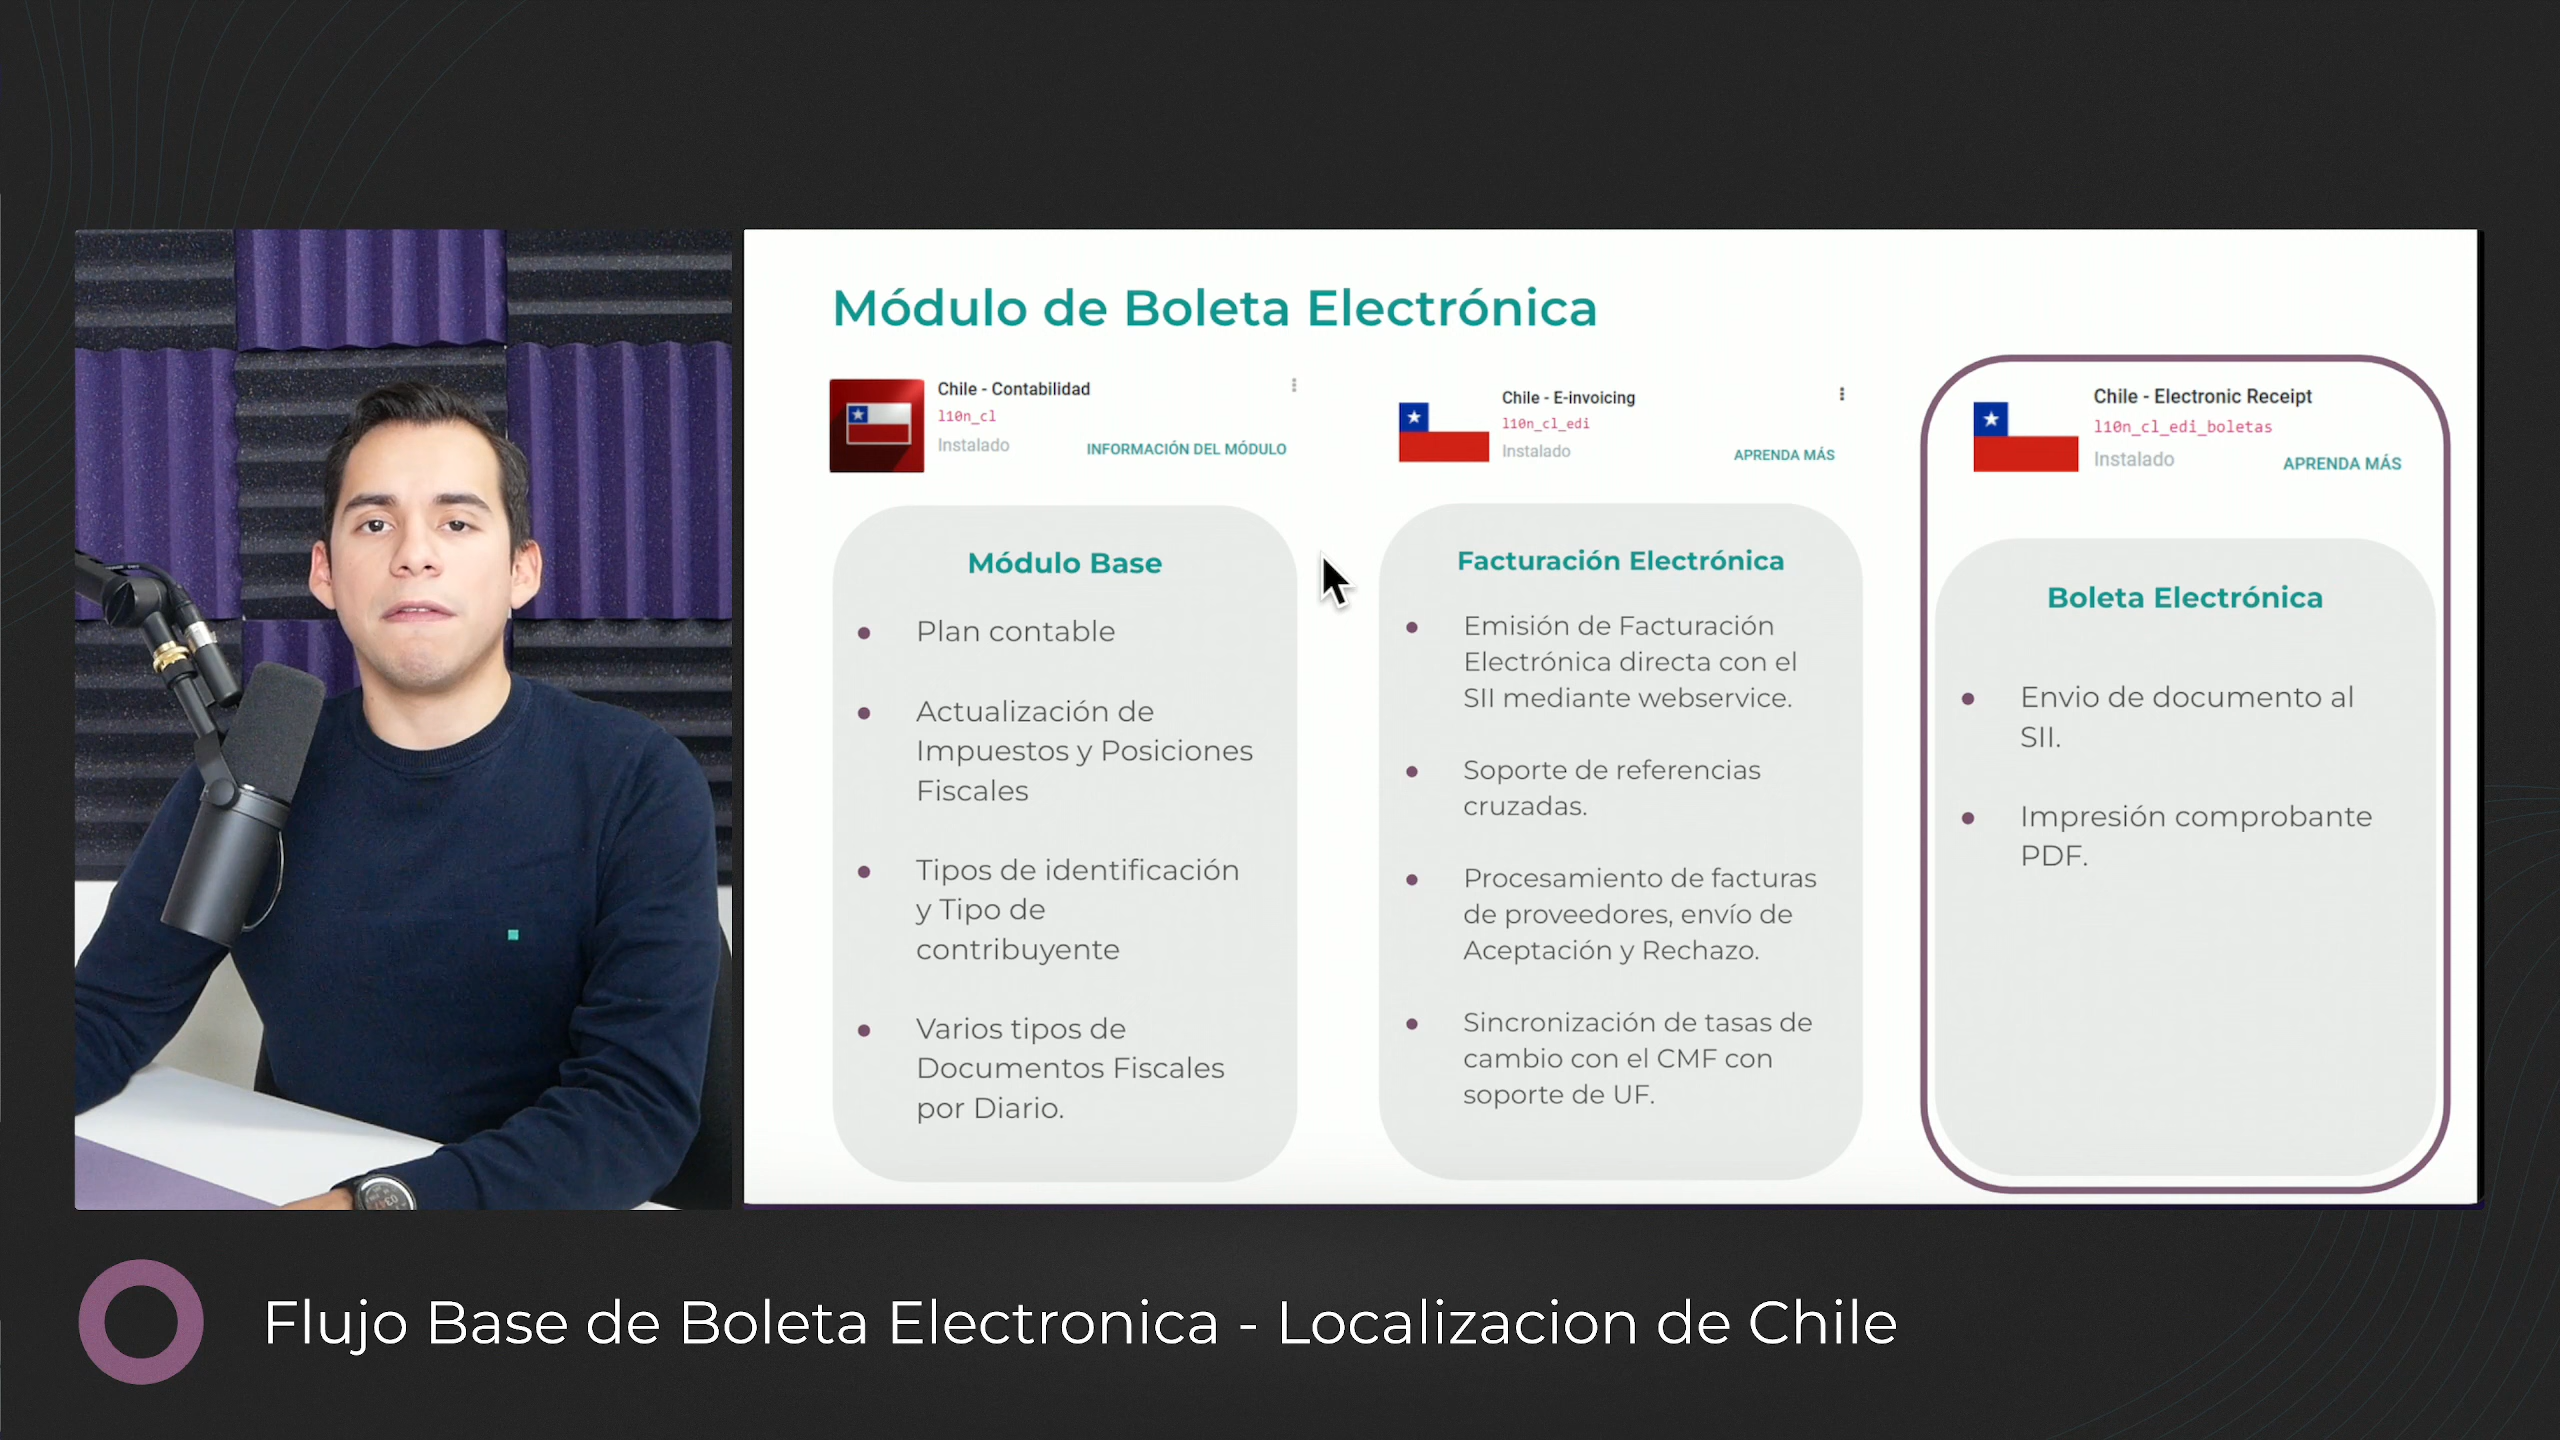 Módulo de Boleta Electrónica
Chile - Contabilidad
l10n_cl
Instalado
INFORMACIÓN DEL MÓDULO
Módulo Base
Plan contable
Actualización de
Impuestos y Posiciones
Fiscales
Tipos de identificación
y Tipo de
contribuyente
Varios tipos de
Documentos Fiscales
por Diario.
Chile - E-invoicing
l10n_cl_edi
Instalado
APRENDA MÁS
Facturación Electrónica
Emisión de Facturación
Electrónica directa con el
SII mediante webservice.
Soporte de referencias
cruzadas.
Procesamiento de facturas
de proveedores, envío de
Aceptación y Rechazo.
Sincronización de tasas de
cambio con el CMF con
soporte de UF.
Chile - Electronic Receipt
l10n_cl_edi_boletas
Instalado
APRENDA MÁS
Boleta Electrónica
Envio de documento al
SII.
Impresión comprobante
PDF.
Flujo Base de Boleta Electronica - Localizacion de Chile